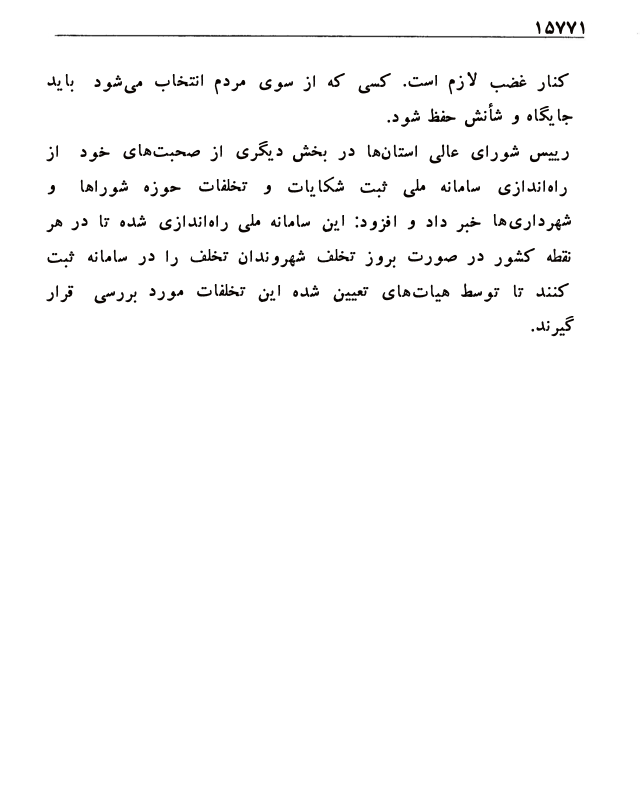 ۱۵۷۷۱
کنار غضب لازم است. کسی که از سوی مردم انتخاب می‌شود باید
جایگاه و شأنش حفظ شود.
رییس شورای عالی استان‌ها در بخش دیگری از صحبت‌های خود از
راه‌اندازی سامانه ملی ثبت شکایات و تخلفات حوزه شوراها و
شهرداری‌ها خبر داد و افزود: این سامانه ملی راه‌اندازی شده تا در هر
نقطه کشور در صورت بروز تخلف شهروندان تخلف را در سامانه ثبت
کنند تا توسط هیات‌های تعیین شده این تخلفات مورد بررسی قرار
گیرند.